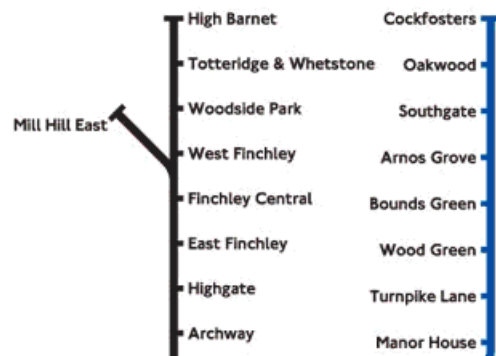 High Barnet
Totteridge & Whetstone
Woodside Park
Mill Hill East
West Finchley
Finchley Central
East Finchley
Highgate
Archway
Cockfosters
Oakwood
Southgate
Arnos Grove
Bounds Green
Wood Green
Turnpike Lane
Manor House